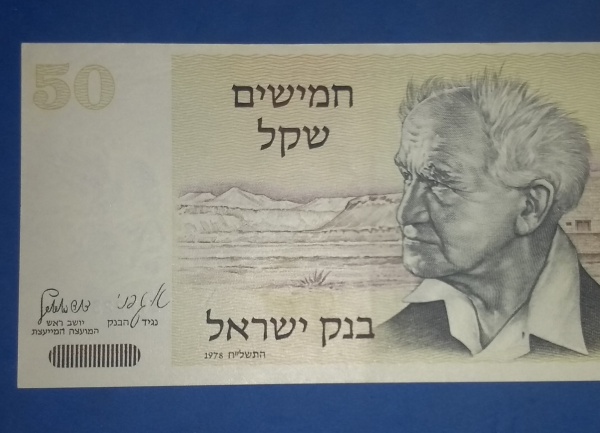 50
חמישים
שקל
נגיד הבנק
יושב ראש
המועצה המייעצת
בנק ישראל
התשל"ח 1978